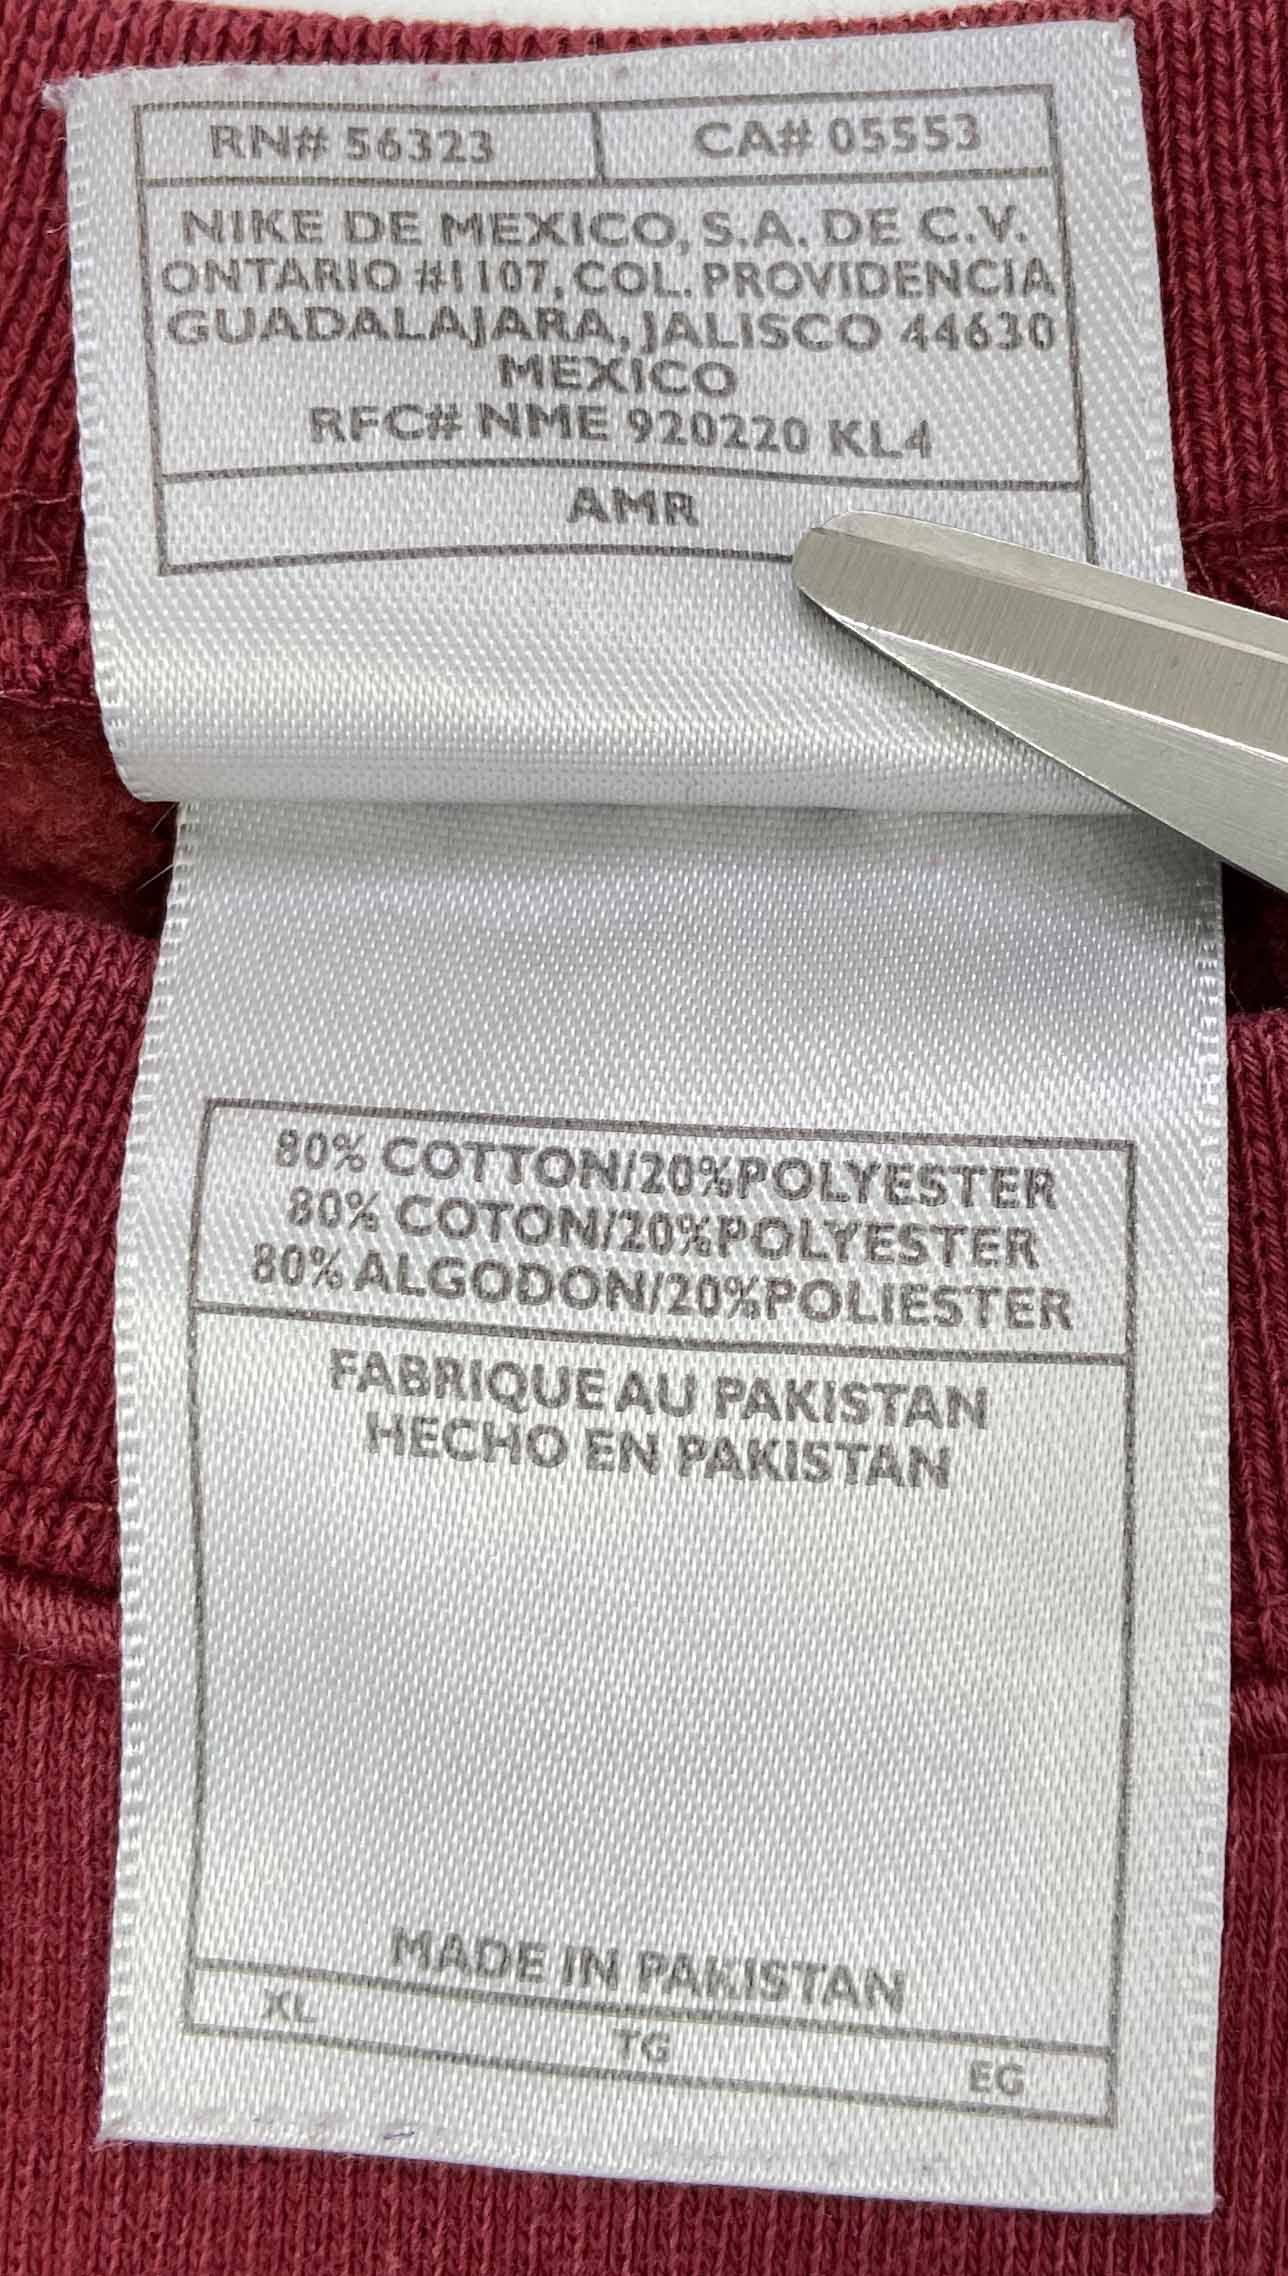 RN# 56323
CA# 05553
NIKE DE MEXICO, S.A. DE C.V.
ONTARIO #1107, COL. PROVIDENCIA
GUADALAJARA, JALISCO 44630
MEXICO
RFC# NME 920220 KL4
AMR
80% COTTON/20%POLYESTER
80% COTON/20%POLYESTER
80% ALGODON/20%POLIESTER
FABRIQUE AU PAKISTAN
HECHO EN PAKISTAN
MADE IN PAKISTAN
XL TG EG